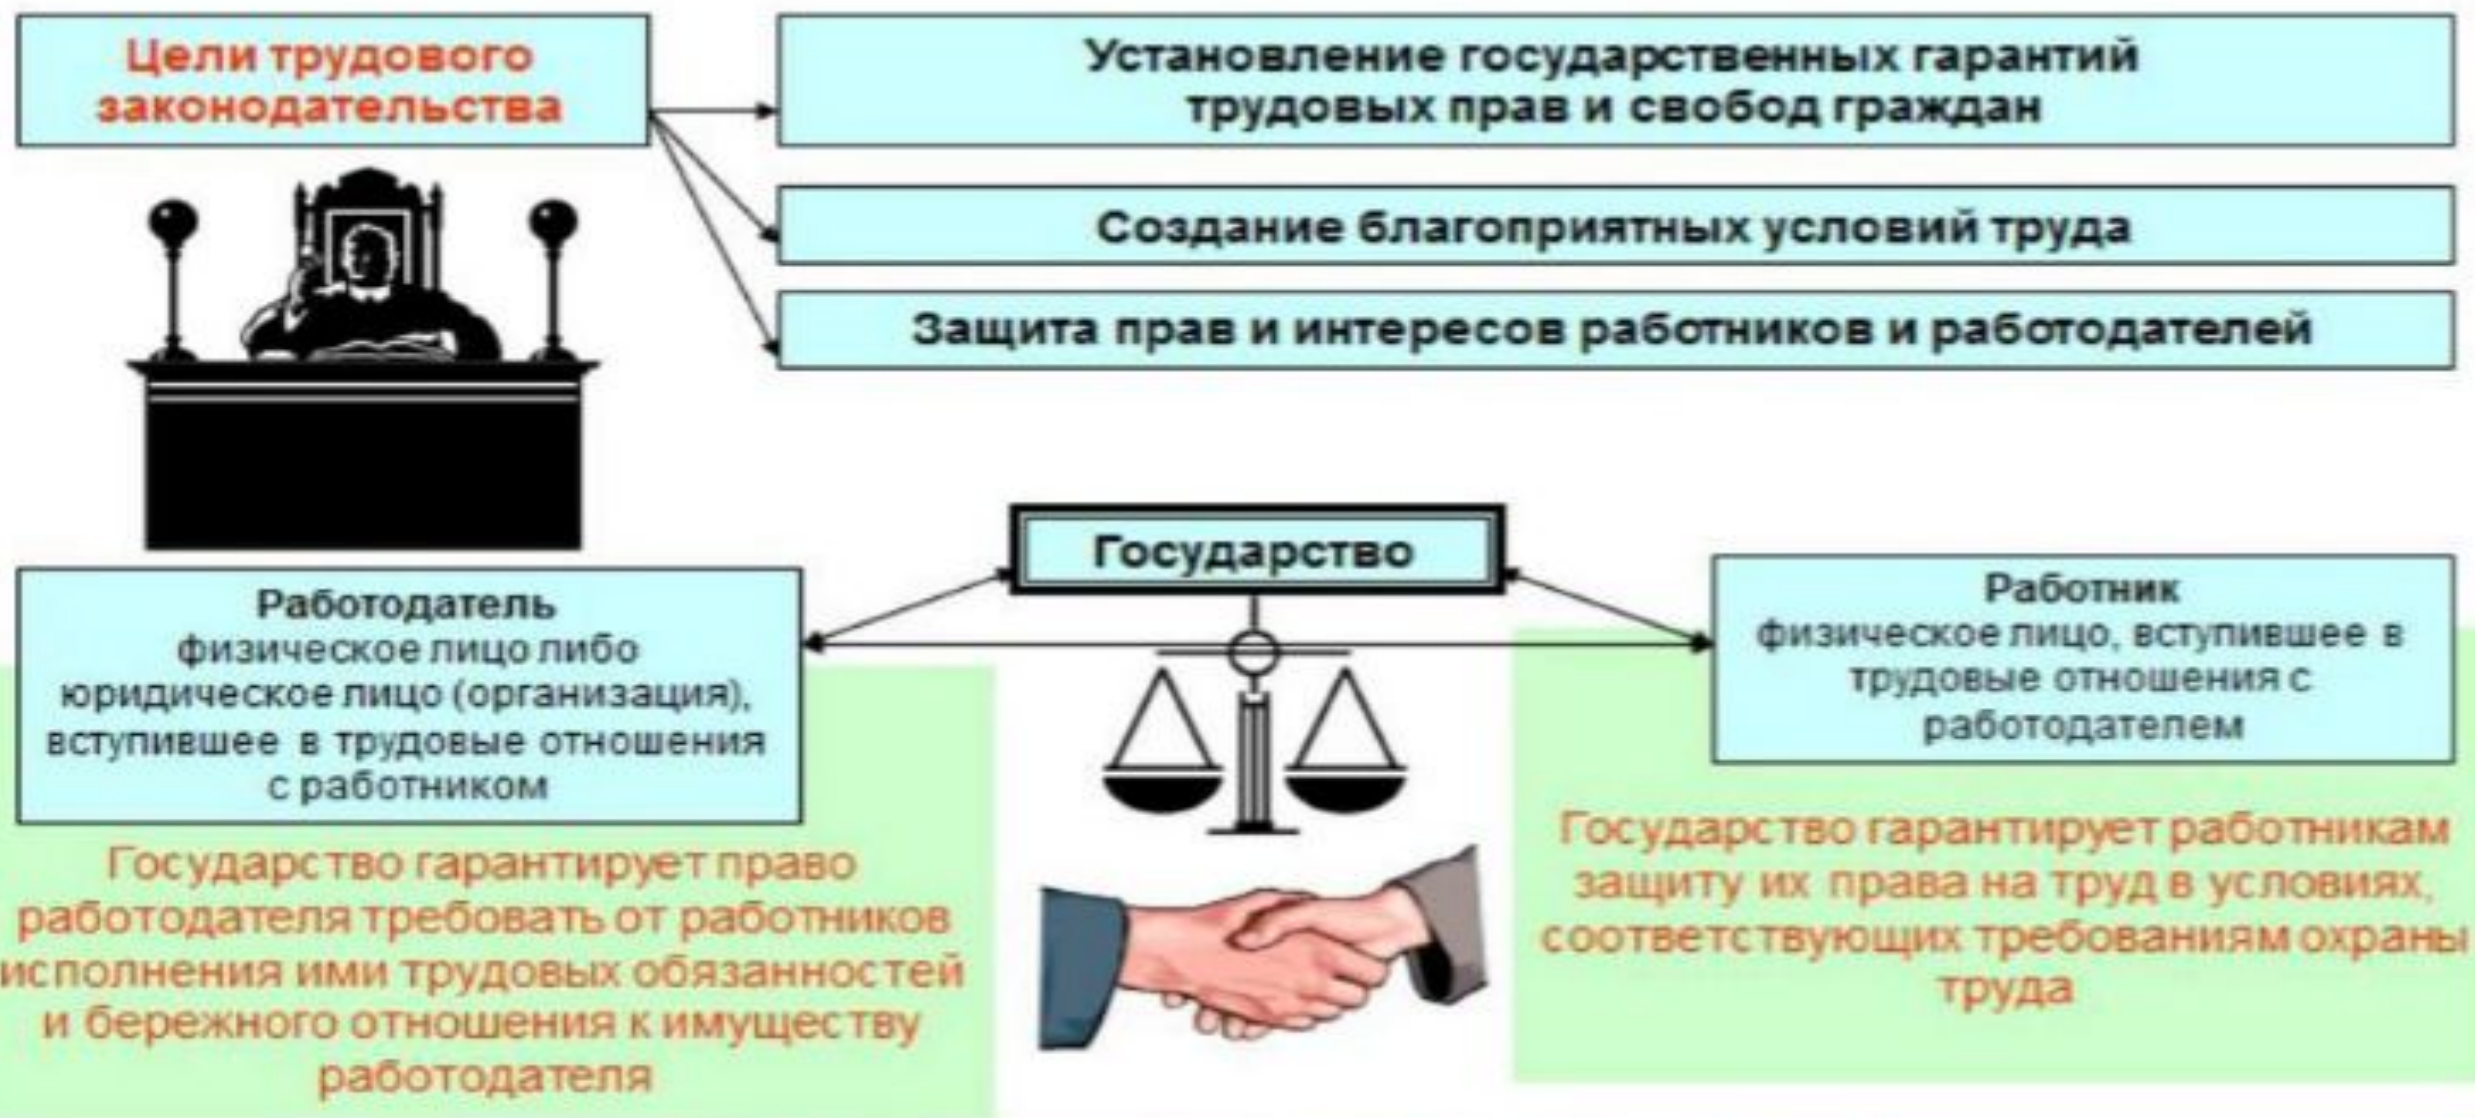 Цели трудового
законодательства
Установление государственных гарантий
трудовых прав и свобод граждан
Создание благоприятных условий труда
Защита прав и интересов работников и работодателей
Государство
Работодатель
физическое лицо либо
юридическое лицо (организация),
вступившее в трудовые отношения
с работником
Работник
физическое лицо, вступившее в
трудовые отношения с
работодателем
Государство гарантирует право
работодателя требовать от работников
исполнения ими трудовых обязанностей
и бережного отношения к имуществу
работодателя
Государство гарантирует работникам
защиту их права на труд в условиях,
соответствующих требованиям охраны
труда